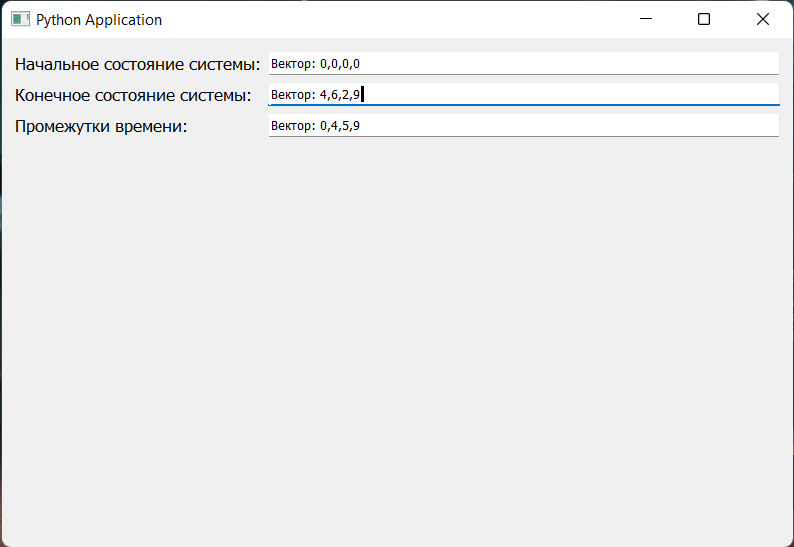 Python Application
Начальное состояние системы: Вектор: 0,0,0,0
Конечное состояние системы: Вектор: 4,6,2,9
Промежутки времени: Вектор: 0,4,5,9